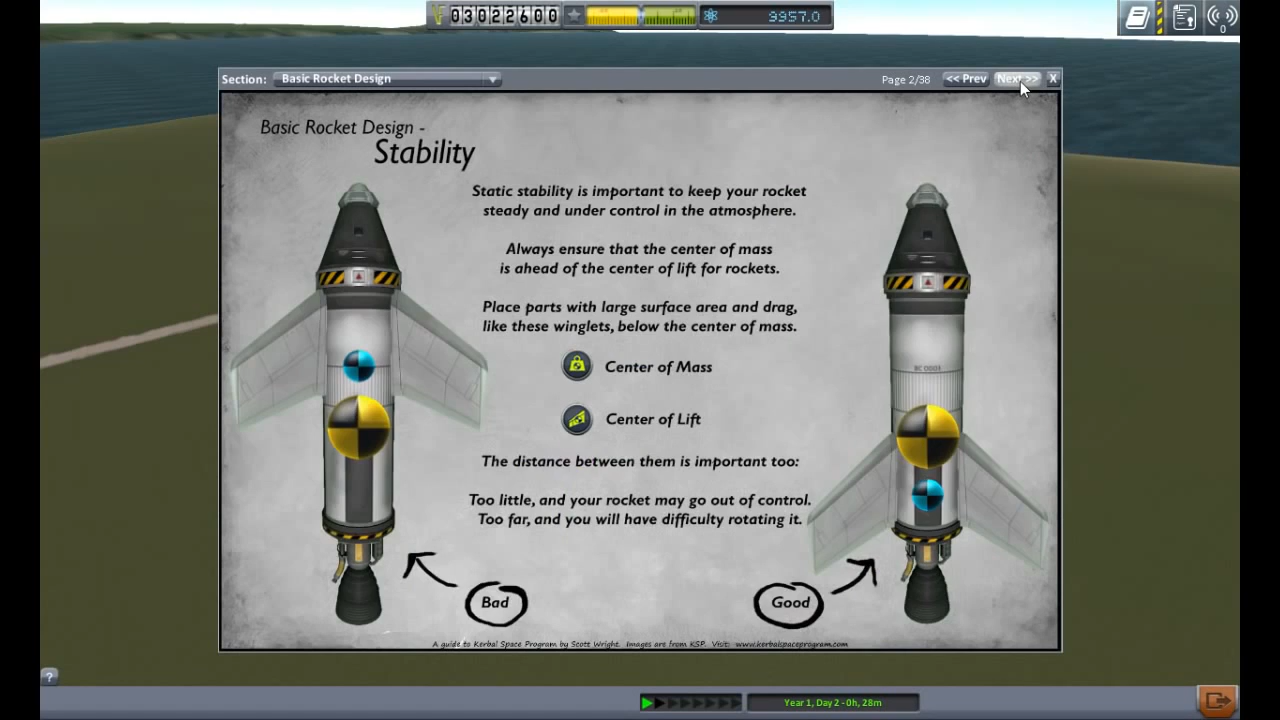 03022600
9957.0
0
Section: Basic Rocket Design
Page 2/38
<< Prev
Next >>
X
Basic Rocket Design -
Stability
Static stability is important to keep your rocket
steady and under control in the atmosphere.
Always ensure that the center of mass
is ahead of the center of lift for rockets.
Place parts with large surface area and drag,
like these winglets, below the center of mass.
Center of Mass
Center of Lift
The distance between them is important too:
Too little, and your rocket may go out of control.
Too far, and you will have difficulty rotating it.
Bad
Good
A guide to Kerbal Space Program by Scott Wright. Images are from KSP. Visit: www.kerbalspaceprogram.com
?
Year 1, Day 2 - 0h, 28m